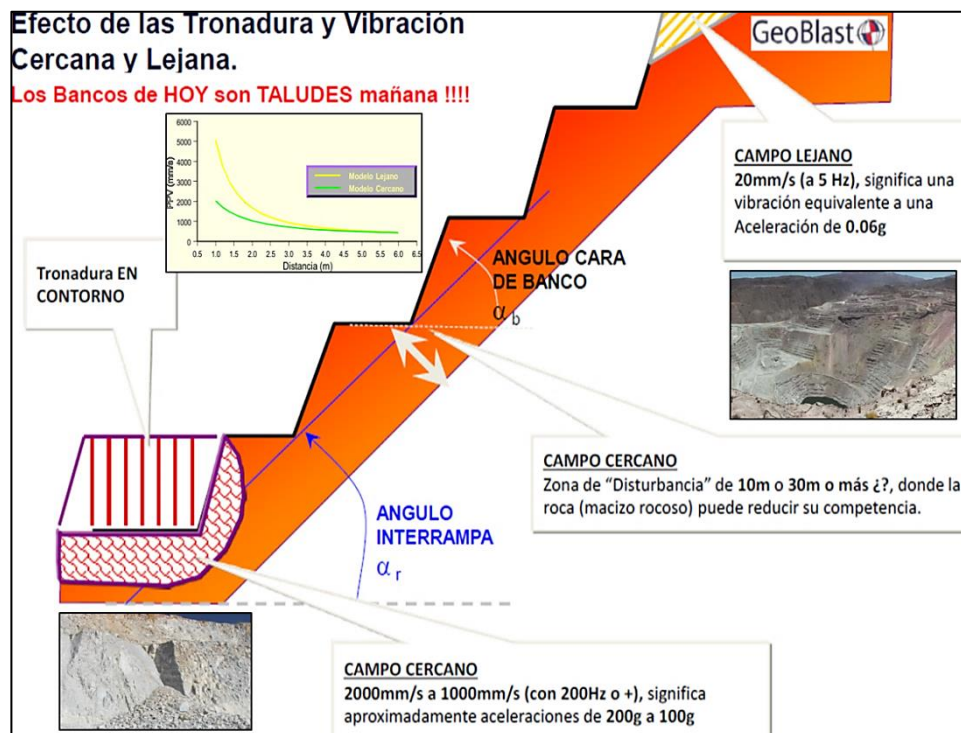 Efecto de las Tronadura y Vibración
Cercana y Lejana.
Los Bancos de HOY son TALUDES mañana !!!!
GeoBlast
PPV (mm/s)
6000
5000
4000
3000
2000
1000
0
Modelo Lejano
Modelo Cercano
0.5 1.0 1.5 2.0 2.5 3.0 3.5 4.0 4.5 5.0 5.5 6.0 6.5
Distancia (m)
CAMPO LEJANO
20mm/s (a 5 Hz), significa una
vibración equivalente a una
Aceleración de 0.06g
Tronadura EN
CONTORNO
ANGULO CARA
DE BANCO
α b
CAMPO CERCANO
Zona de “Disturbancia” de 10m o 30m o más ¿?, donde la
roca (macizo rocoso) puede reducir su competencia.
ANGULO
INTERRAMPA
α r
CAMPO CERCANO
2000mm/s a 1000mm/s (con 200Hz o +), significa
aproximadamente aceleraciones de 200g a 100g